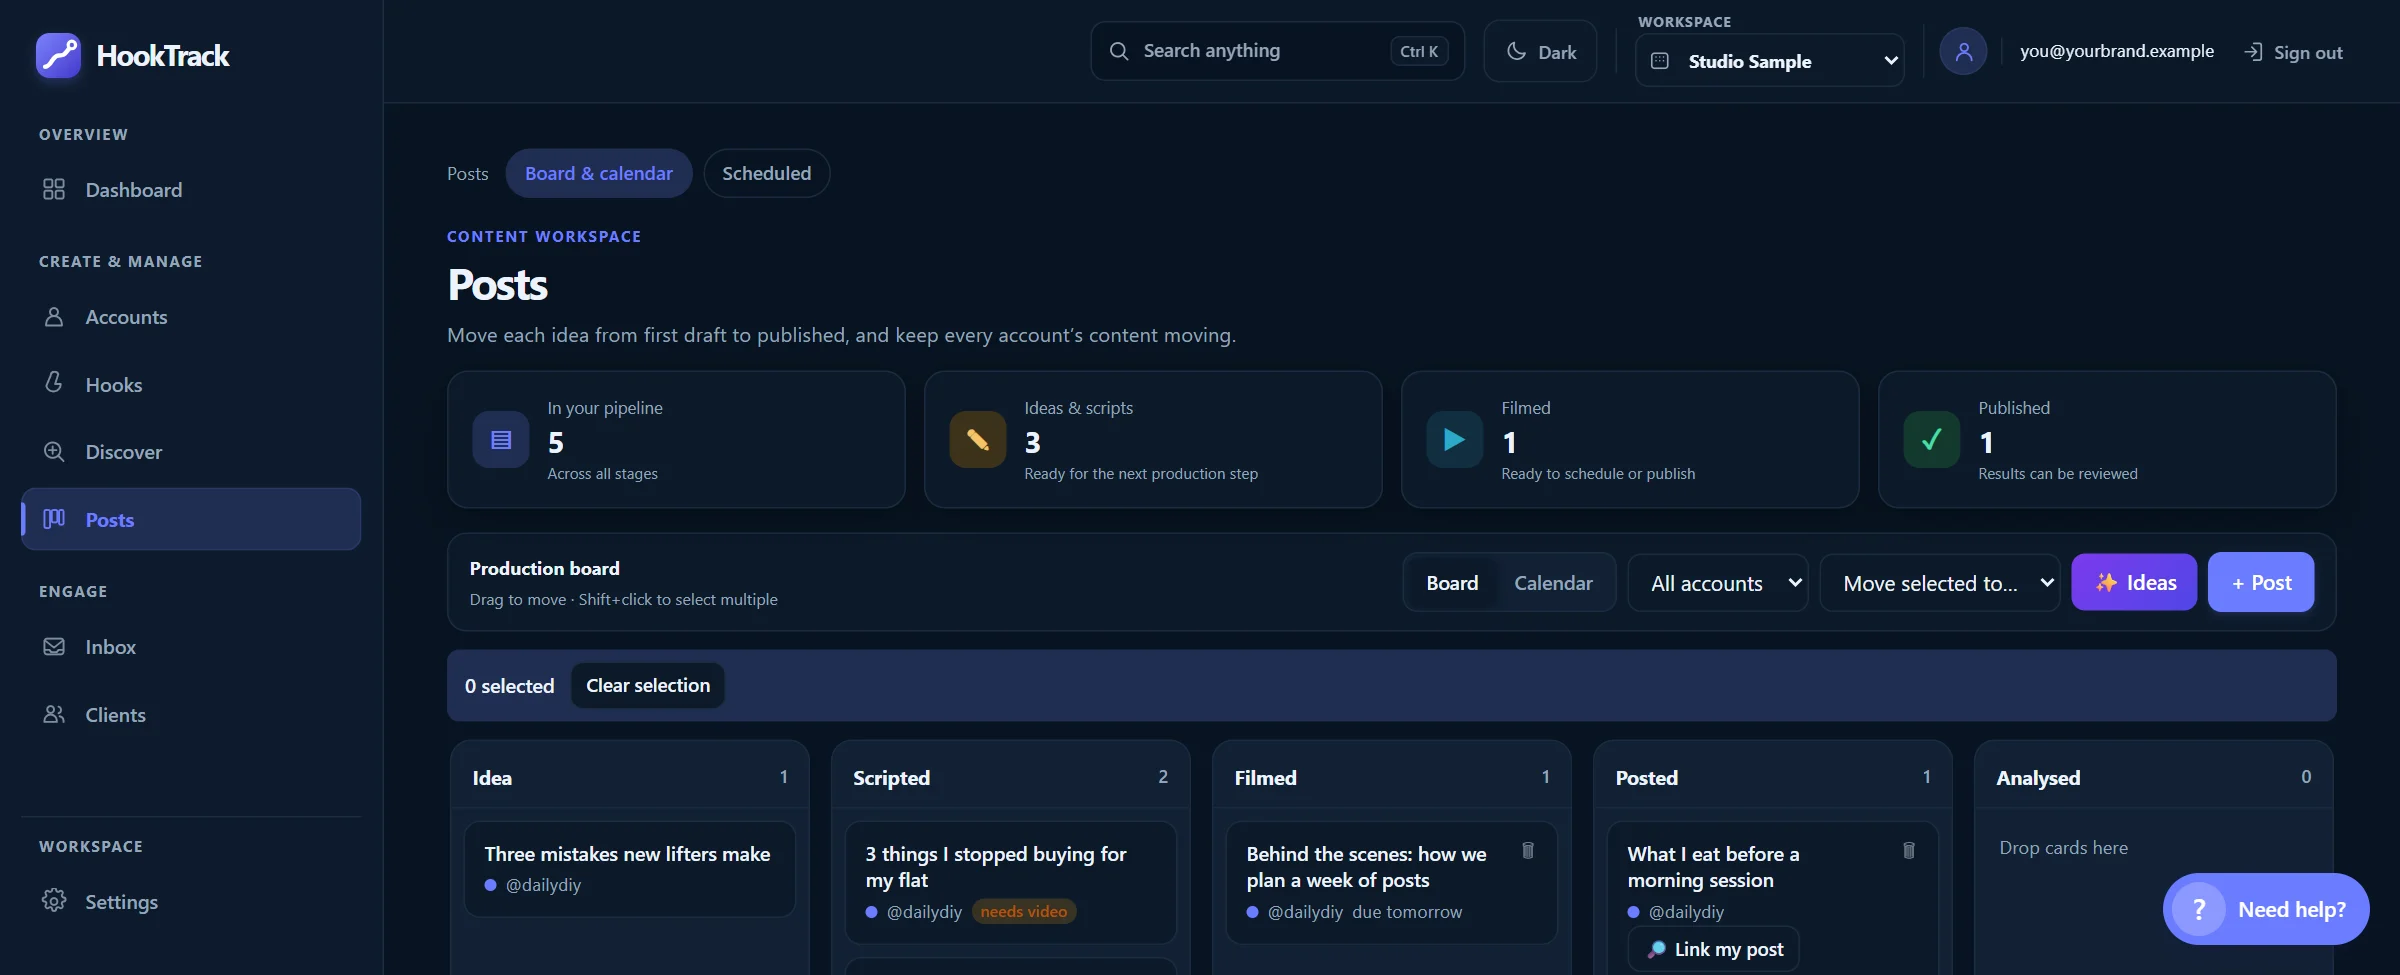 HookTrack
OVERVIEW
Dashboard
CREATE & MANAGE
Accounts
Hooks
Discover
Posts
ENGAGE
Inbox
Clients
WORKSPACE
Settings
Search anything
Ctrl K
Dark
WORKSPACE
Studio Sample
you@yourbrand.example
Sign out
Posts
Board & calendar
Scheduled
CONTENT WORKSPACE
Posts
Move each idea from first draft to published, and keep every account's content moving.
In your pipeline
5
Across all stages
Ideas & scripts
3
Ready for the next production step
Filmed
1
Ready to schedule or publish
Published
1
Results can be reviewed
Production board
Drag to move · Shift+click to select multiple
Board
Calendar
All accounts
Move selected to...
✨ Ideas
+ Post
0 selected
Clear selection
Idea
1
Three mistakes new lifters make
@dailydiy
Scripted
2
3 things I stopped buying for
my flat
@dailydiy
needs video
Filmed
1
Behind the scenes: how we
plan a week of posts
@dailydiy due tomorrow
Posted
1
What I eat before a
morning session
@dailydiy
Link my post
Analysed
0
Drop cards here
? Need help?